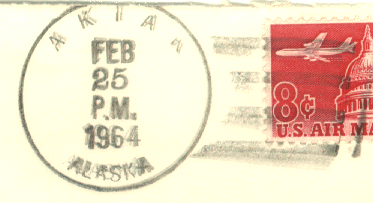 AKIAK
FEB
25
P.M.
1964
ALASKA
8¢
U.S. AIR MA